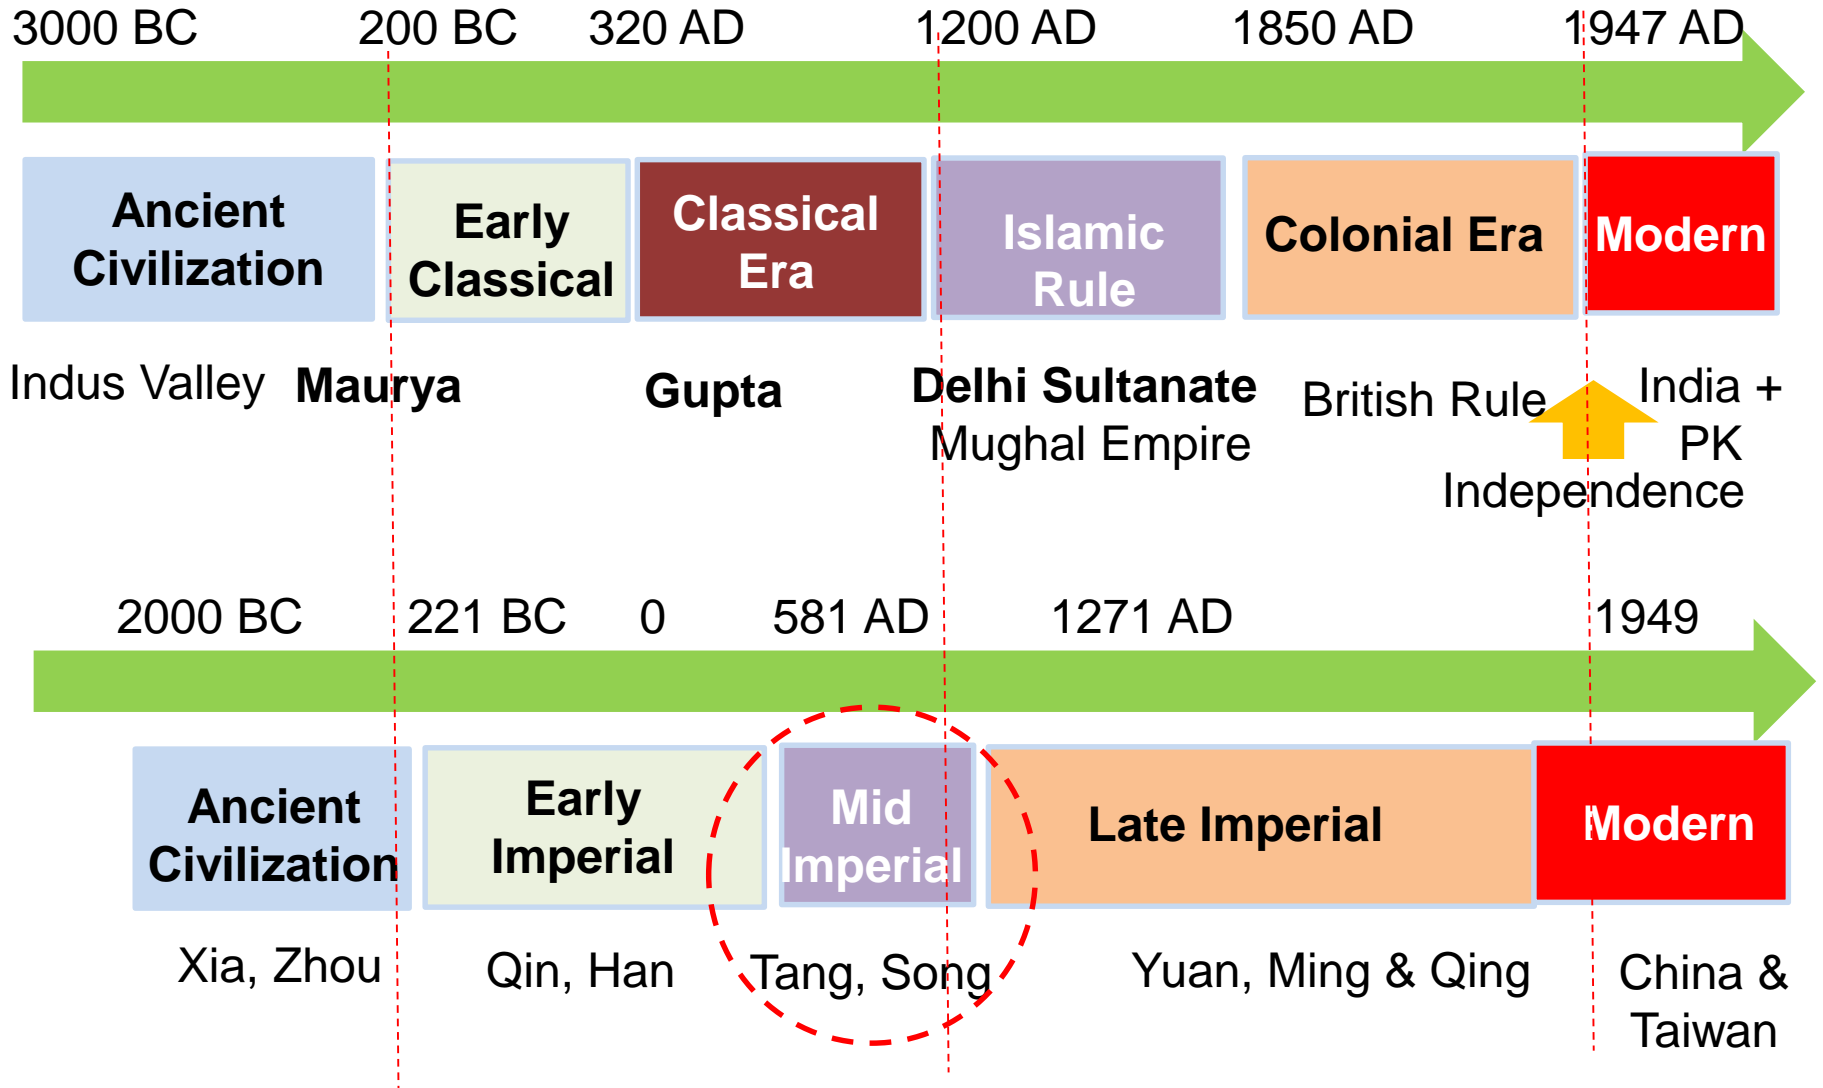 3000 BC 200 BC 320 AD 1200 AD 1850 AD 1947 AD
Ancient
Civilization
Early
Classical
Classical
Era
Islamic
Rule
Colonial Era
Modern
Indus Valley
Maurya
Gupta
Delhi Sultanate
Mughal Empire
British Rule
India +
PK
Independence
2000 BC 221 BC 0 581 AD 1271 AD 1949
Ancient
Civilization
Early
Imperial
Mid
Imperial
Late Imperial
Modern
Xia, Zhou
Qin, Han
Tang, Song
Yuan, Ming & Qing
China &
Taiwan